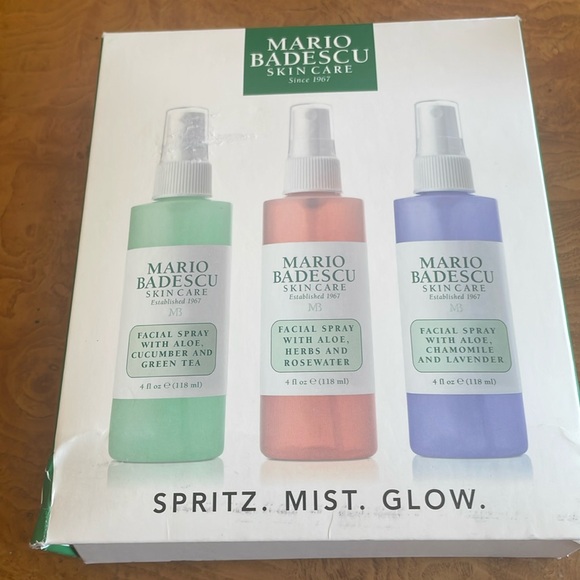 MARIO
BADESCU
SKIN CARE
Since 1967
MARIO
BADESCU
SKIN CARE
Established 1967
MB
FACIAL SPRAY
WITH ALOE,
CUCUMBER AND
GREEN TEA
4 fl oz ℮ (118 ml)
MARIO
BADESCU
SKIN CARE
Established 1967
MB
FACIAL SPRAY
WITH ALOE,
HERBS AND
ROSEWATER
4 fl oz ℮ (118 ml)
MARIO
BADESCU
SKIN CARE
Established 1967
MB
FACIAL SPRAY
WITH ALOE,
CHAMOMILE
AND LAVENDER
4 fl oz ℮ (118 ml)
SPRITZ. MIST. GLOW.